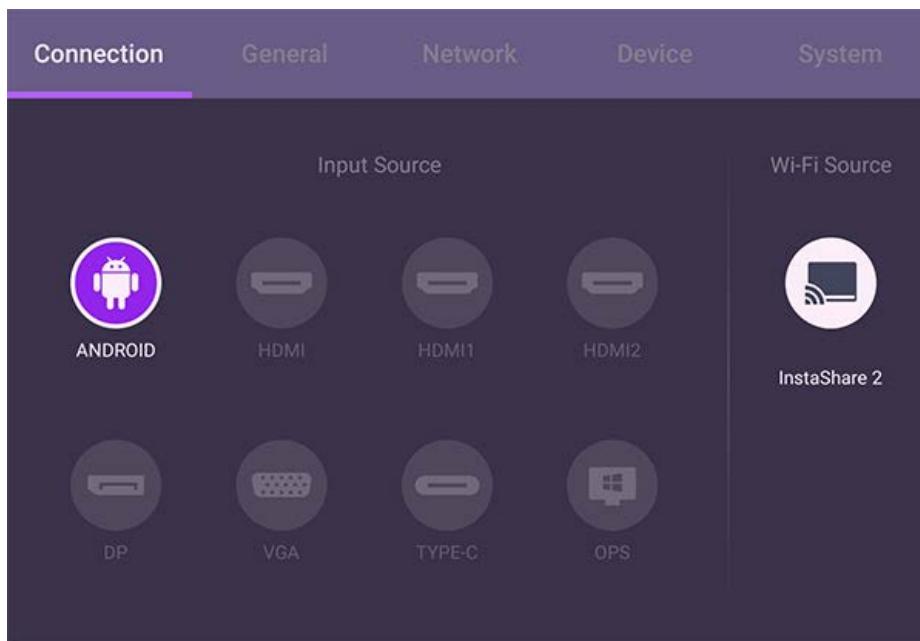 Connection General Network Device System
Input Source
Wi-Fi Source
ANDROID HDMI HDMI1 HDMI2
InstaShare 2
DP VGA TYPE-C OPS